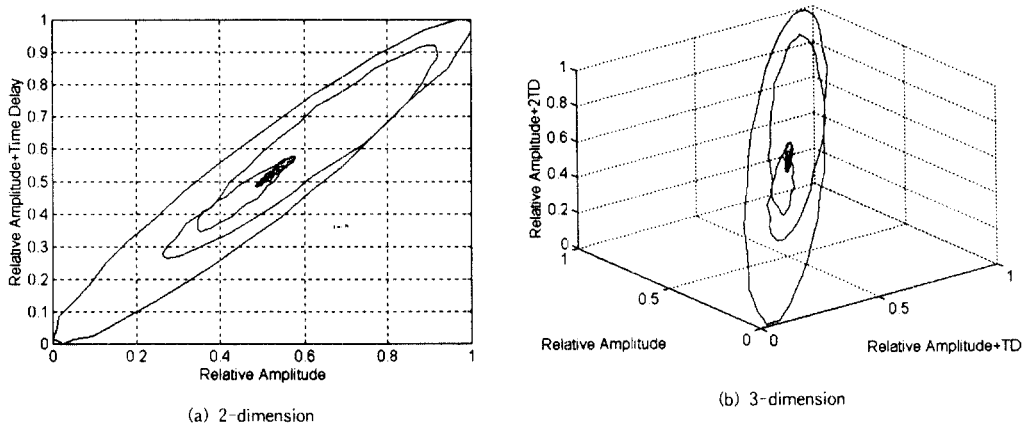 1
0.9
0.8
0.7
0.6
0.5
0.4
0.3
0.2
0.1
0
Relative Amplitude+Time Delay
0 0.2 0.4 0.6 0.8 1
Relative Amplitude
(a) 2-dimension
1
0.8
0.6
0.4
0.2
0
Relative Amplitude+2TD
1
0.5
0
Relative Amplitude
0
0.5
1
Relative Amplitude+TD
(b) 3-dimension